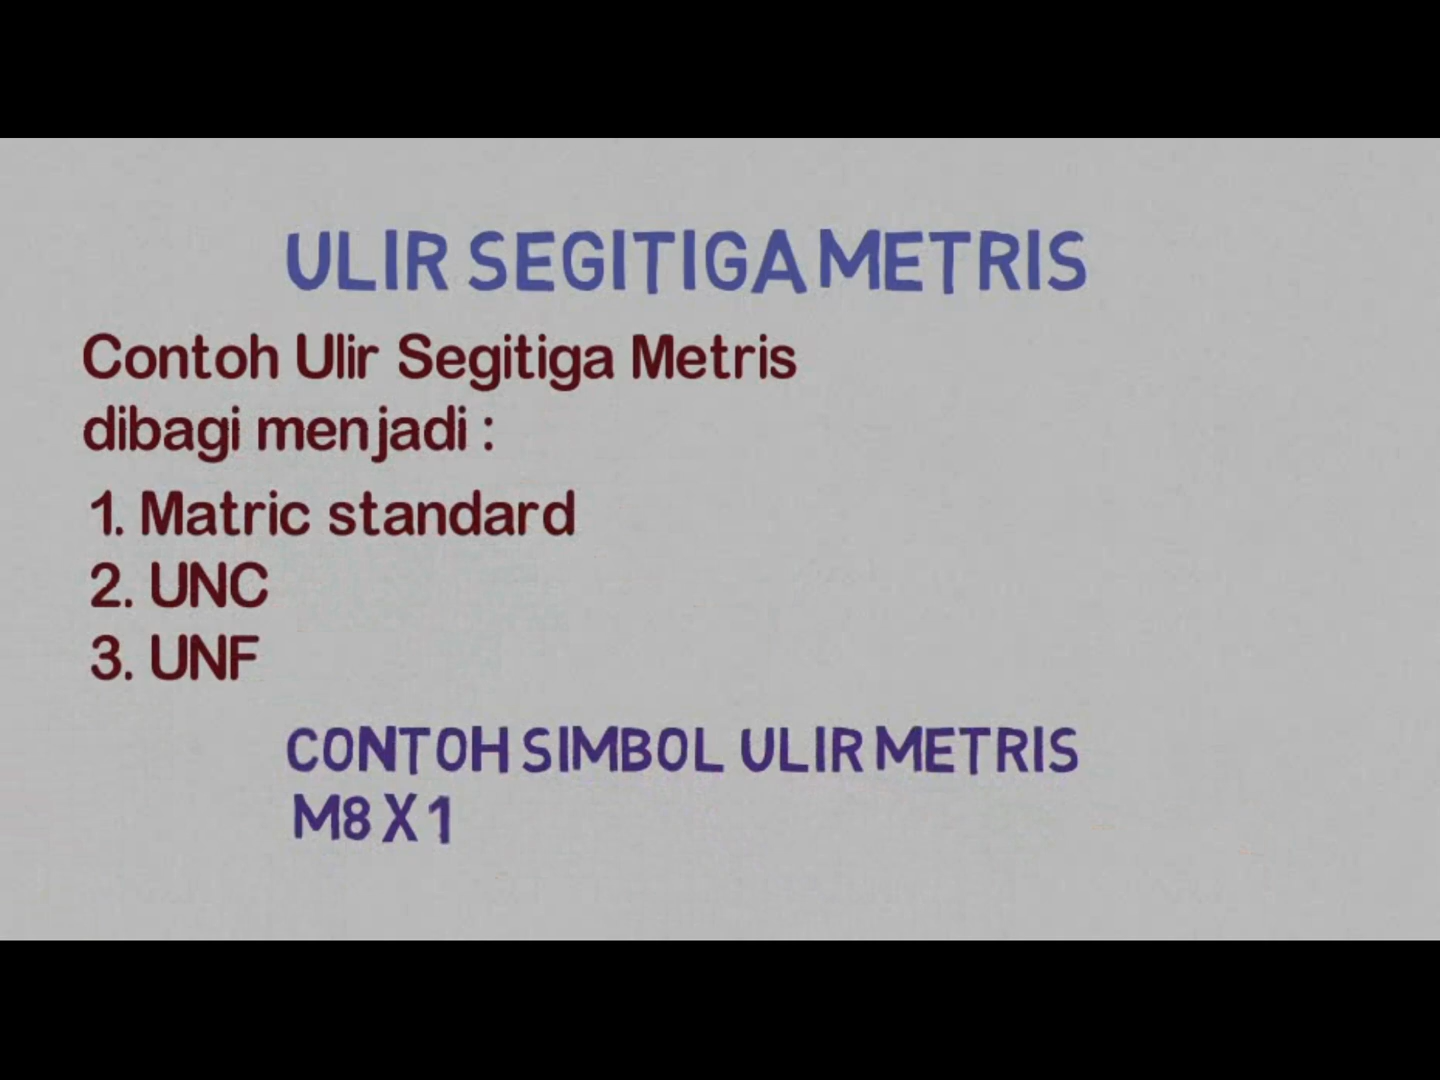 ULIR SEGITIGA METRIS
Contoh Ulir Segitiga Metris
dibagi menjadi :
1. Matric standard
2. UNC
3. UNF
CONTOH SIMBOL ULIR METRIS
M8 X 1